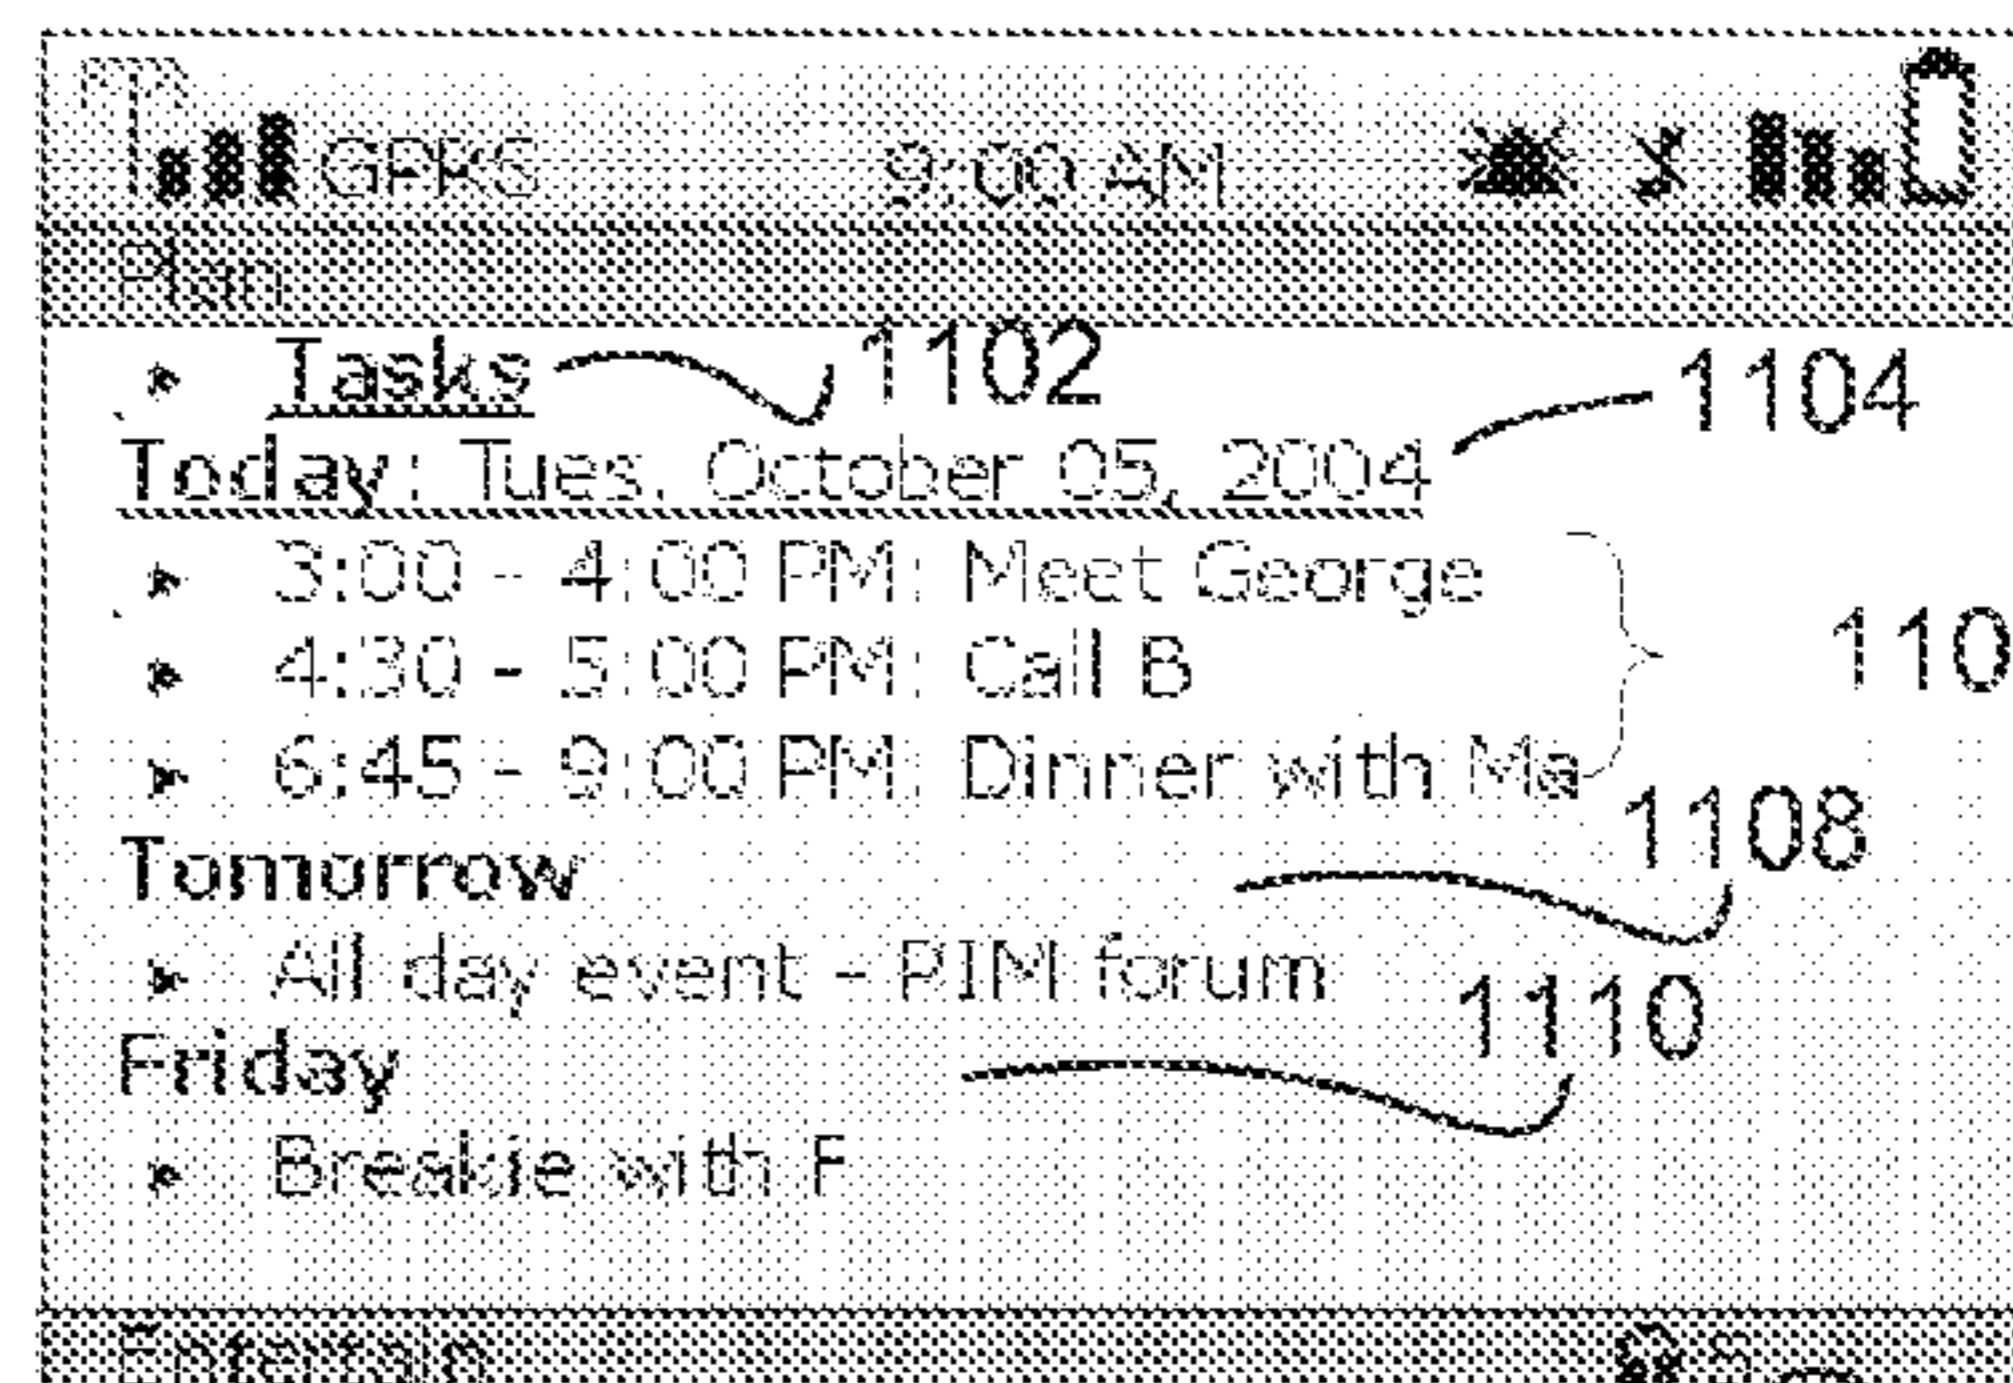 GPRS 9:00 AM
Plan
Tasks 1102
1104
Today: Tues. October 05, 2004
3:00 - 4:00 PM: Meet George
4:30 - 5:00 PM: Call B
110
6:45 - 9:00 PM: Dinner with Ma
1108
Tomorrow
All day event - PIM forum
1110
Friday
Breakie with F
Entertain